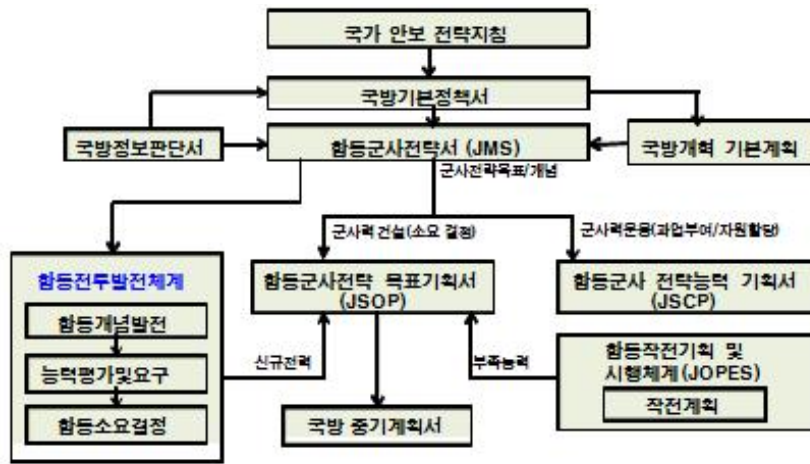 국가 안보 전략지침
국방기본정책서
국방정보판단서
합동군사전략서 (JMS)
국방개혁 기본계획
군사전략목표/개념
군사력 건설(소요 결정)
군사력운용(과업부여/자원할당)
합동전투발전체계
합동개념발전
능력평가및요구
합동소요결정
합동군사전략 목표기획서
(JSOP)
합동군사 전략능력 기획서
(JSCP)
신규전력
부족능력
국방 중기계획서
합동작전기획 및
시행체계(JOPES)
작전계획